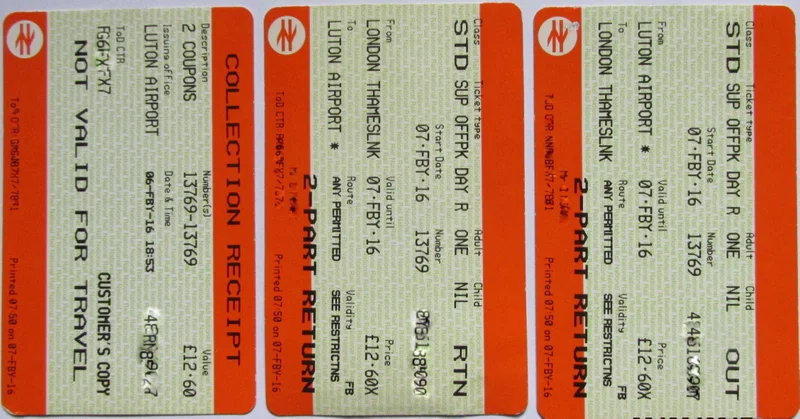 COLLECTION RECEIPT
Description Number(s) Value
2 COUPONS 13769-13769 £12·60
Issuing office Date & Time
LUTON AIRPORT 06-FBY-16 18:53
ToD CTR
CUSTOMER'S COPY
NOT VALID FOR TRAVEL
Printed 07:50 on 07-FBY-16
Class Ticket type Adult Child
STD SUP OFFPK DAY R ONE NIL RTN
Start Date Number
07·FBY·16 13769
From Valid until Price
LONDON THAMESLNK 07·FBY·16 £12·60X
To Route Validity
LUTON AIRPORT * ANY PERMITTED SEE RESTRICTNS FB
2-PART RETURN
ToD CTR
Printed 07:50 on 07-FBY-16
Class Ticket type Adult Child
STD SUP OFFPK DAY R ONE NIL OUT
Start Date Number
07·FBY·16 13769
From Valid until Price
LUTON AIRPORT * 07·FBY·16 £12·60X
To Route Validity
LONDON THAMESLNK ANY PERMITTED SEE RESTRICTNS FB
2-PART RETURN
Printed 07:50 on 07-FBY-16